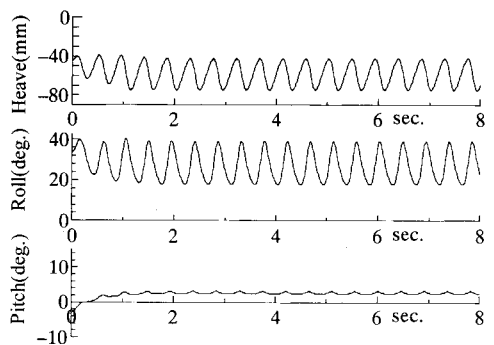 Heave(mm)
0
−40
−80
0 2 4 6 sec. 8
Roll(deg.)
40
20
0
0 2 4 6 sec. 8
Pitch(deg.)
10
0
−10
0 2 4 6 sec. 8